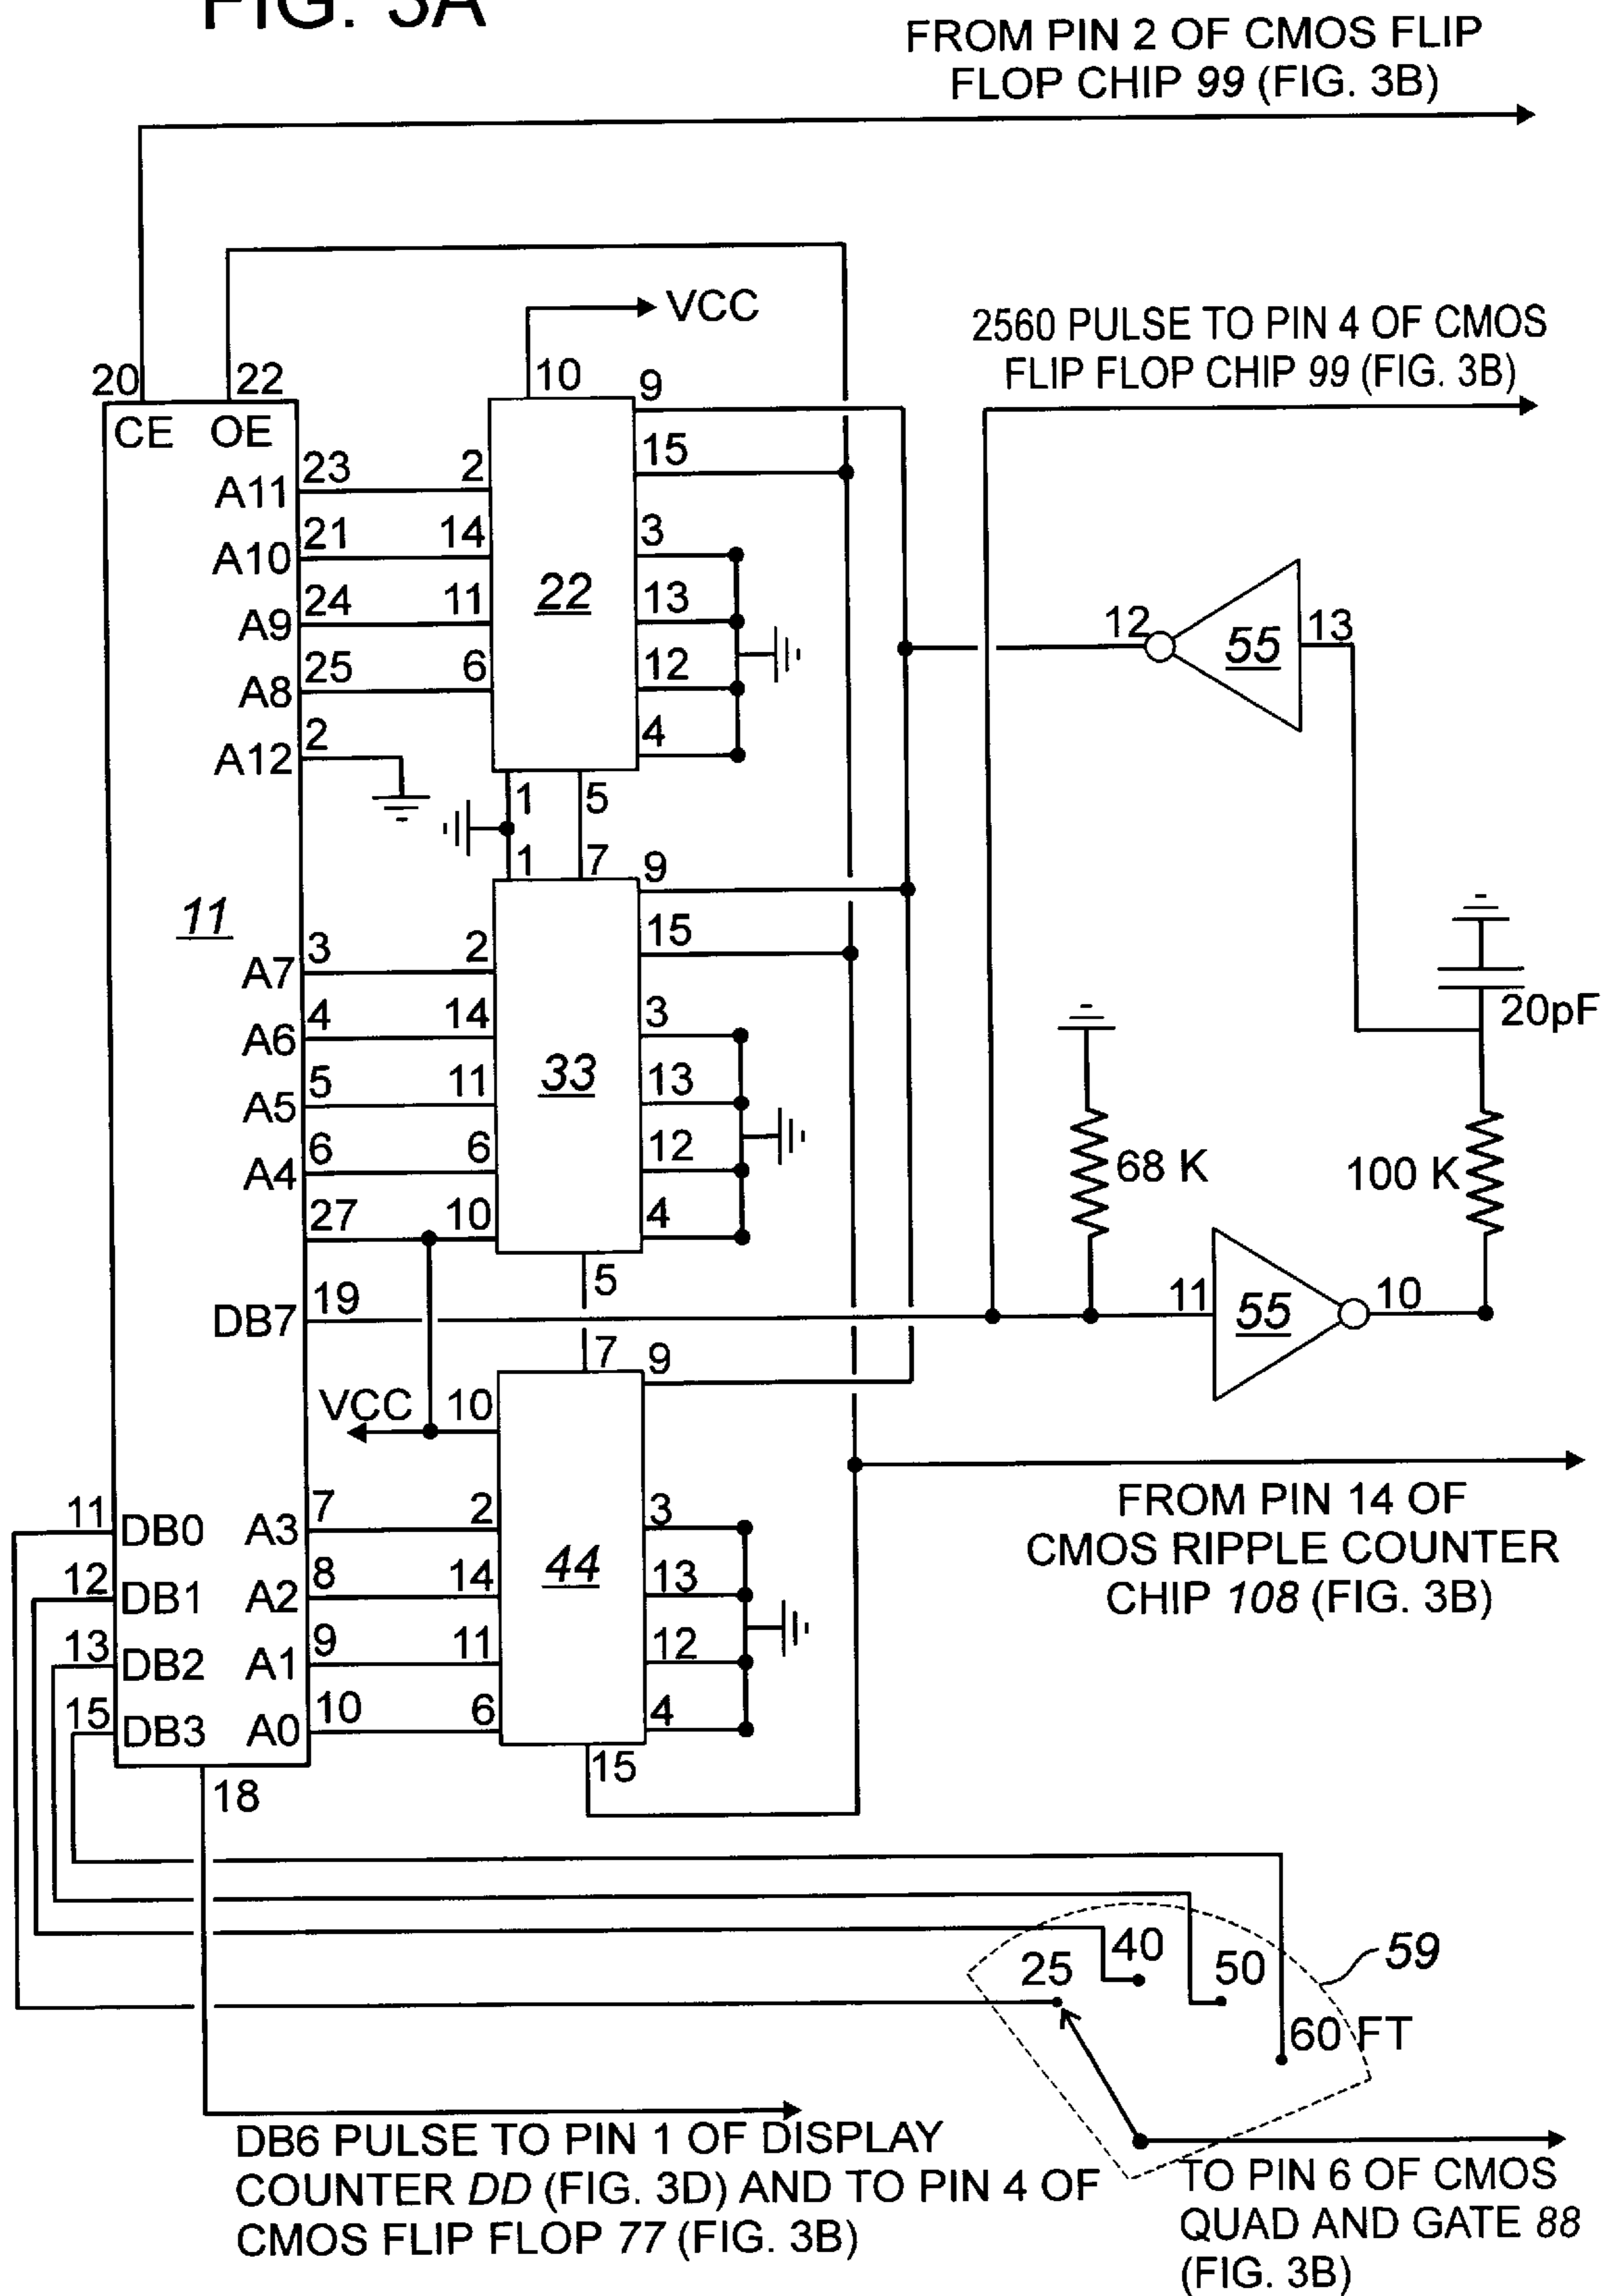 FIG. 3A
FROM PIN 2 OF CMOS FLIP
FLOP CHIP 99 (FIG. 3B)
VCC
2560 PULSE TO PIN 4 OF CMOS
FLIP FLOP CHIP 99 (FIG. 3B)
20 22 10 9
CE OE
15
A11 23 2
A10 21 14 3
A9 24 11 22 13
12 55 13
A8 25 6 12
A12 2 4
1 5
1 7 9
11
15
A7 3 2
20pF
A6 4 14 3
A5 5 11 33 13
68 K 100 K
A4 6 6 12
27 10 4
5
DB7 19 11 55 10
7 9
VCC 10
FROM PIN 14 OF
CMOS RIPPLE COUNTER
CHIP 108 (FIG. 3B)
11 DB0 A3 7 2 3
12 DB1 A2 8 14 44 13
13 DB2 A1 9 11 12
15 DB3 A0 10 6 4
18 15
25 40 50 59
60 FT
DB6 PULSE TO PIN 1 OF DISPLAY
COUNTER DD (FIG. 3D) AND TO PIN 4 OF
CMOS FLIP FLOP 77 (FIG. 3B)
TO PIN 6 OF CMOS
QUAD AND GATE 88
(FIG. 3B)